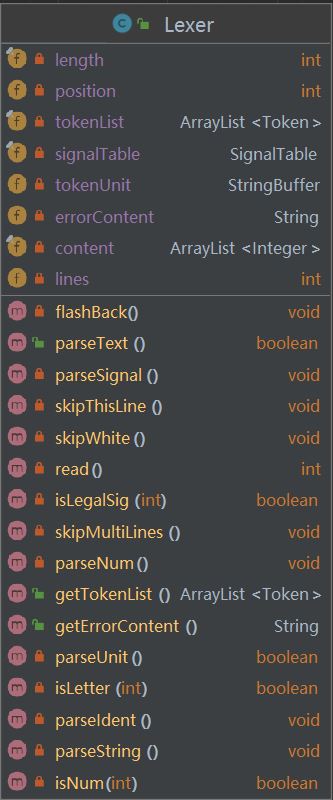 Lexer
length int
position int
tokenList ArrayList <Token>
signalTable SignalTable
tokenUnit StringBuffer
errorContent String
content ArrayList <Integer>
lines int
flashBack() void
parseText () boolean
parseSignal () void
skipThisLine () void
skipWhite () void
read() int
isLegalSig (int) boolean
skipMultiLines () void
parseNum() void
getTokenList () ArrayList <Token>
getErrorContent () String
parseUnit() boolean
isLetter (int) boolean
parseIdent () void
parseString () void
isNum(int) boolean